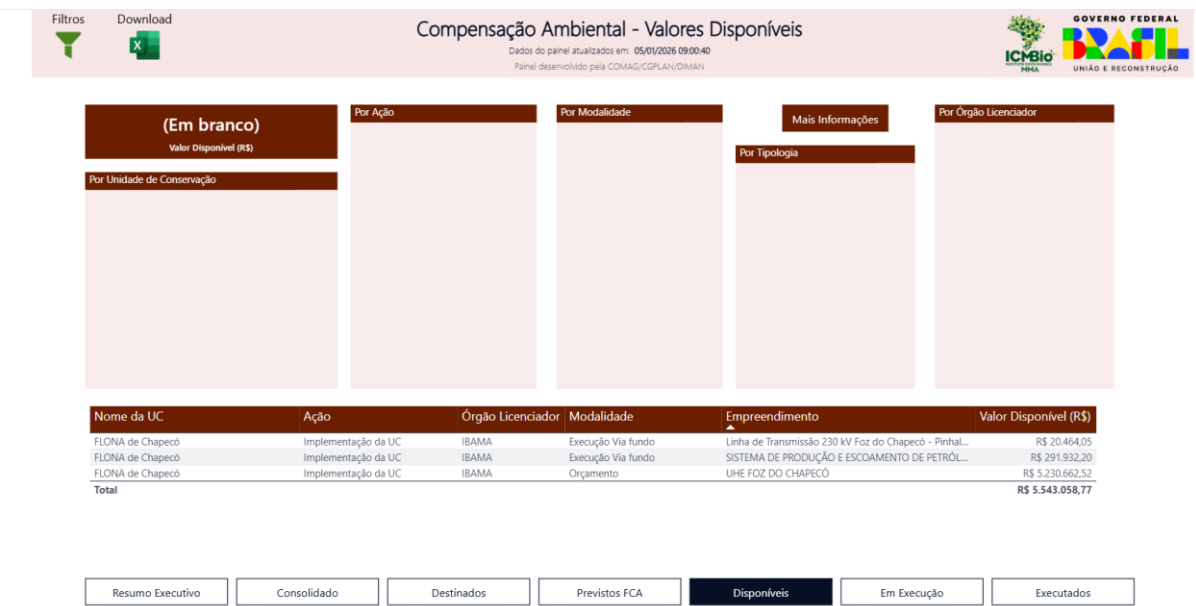 Filtros
Download
Compensação Ambiental - Valores Disponíveis
Dados do painel atualizados em: 05/01/2026 09:00:40
Painel desenvolvido pela COMAG/CGPLAN/DIMAN
ICMBio
MMA
GOVERNO FEDERAL
BRASIL
UNIÃO E RECONSTRUÇÃO
(Em branco)
Valor Disponível (R$)
Por Unidade de Conservação
Por Ação
Por Modalidade
Mais Informações
Por Tipologia
Por Órgão Licenciador
Nome da UC Ação Órgão Licenciador Modalidade Empreendimento Valor Disponível (R$)
FLONA de Chapecó Implementação da UC IBAMA Execução Via fundo Linha de Transmissão 230 kV Foz do Chapecó - Pinhal... R$ 20.464,05
FLONA de Chapecó Implementação da UC IBAMA Execução Via fundo SISTEMA DE PRODUÇÃO E ESCOAMENTO DE PETRÓL... R$ 291.932,20
FLONA de Chapecó Implementação da UC IBAMA Orçamento UHE FOZ DO CHAPECÓ R$ 5.230.662,52
Total R$ 5.543.058,77
Resumo Executivo Consolidado Destinados Previstos FCA Disponíveis Em Execução Executados